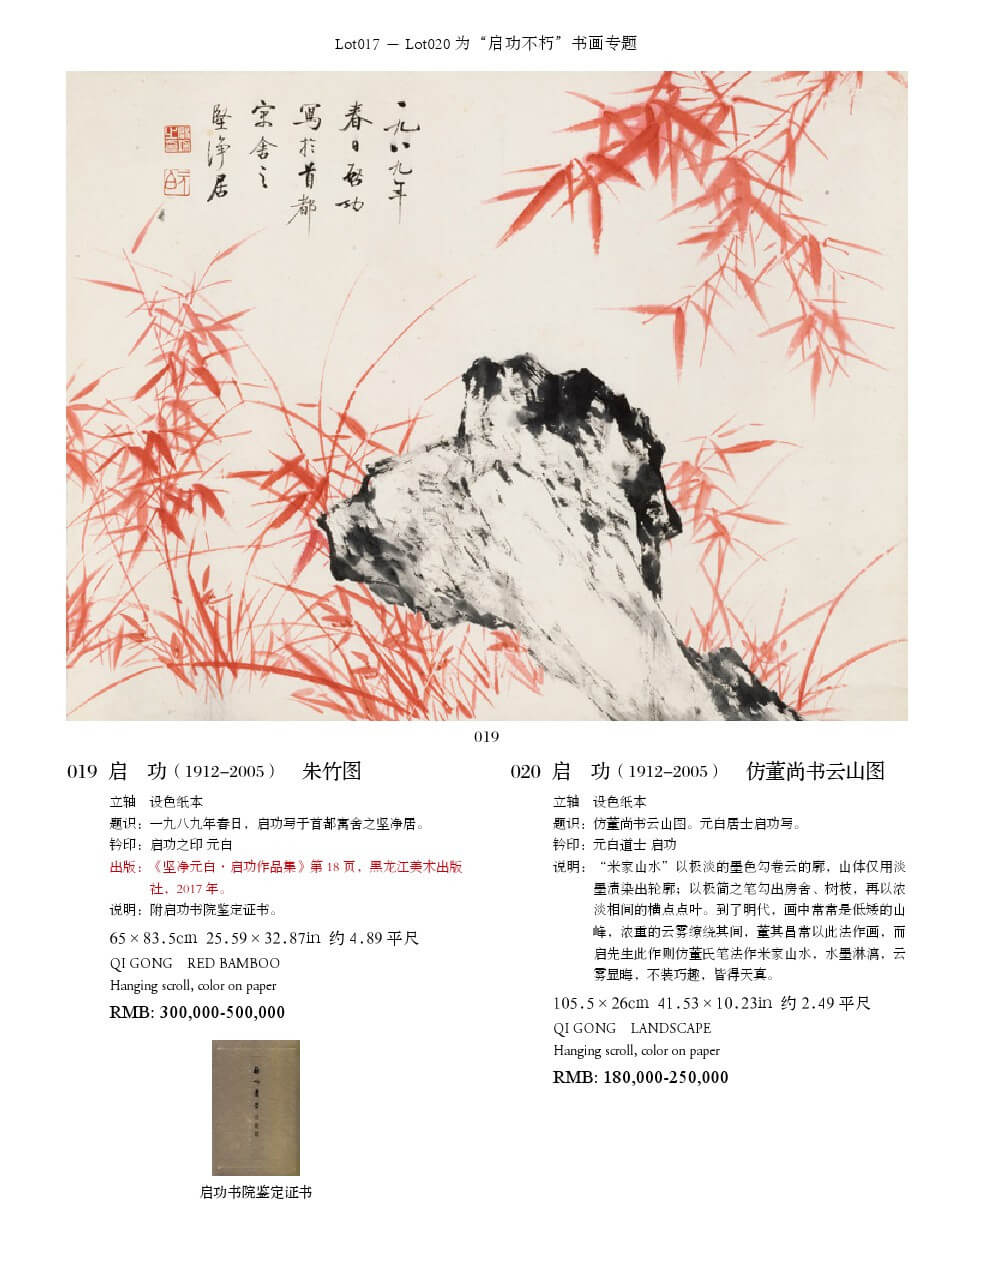 Lot017 － Lot020 为“启功不朽”书画专题
一九八九年
春日启功
写於首都
寓舍之
坚净居
019
019 启 功（1912-2005） 朱竹图
立轴 设色纸本
题识：一九八九年春日，启功写于首都寓舍之坚净居。
钤印：启功之印 元白
出版：《坚净元白·启功作品集》第 18 页，黑龙江美术出版
社，2017 年。
说明：附启功书院鉴定证书。
65×83.5cm 25.59×32.87in 约 4.89 平尺
QI GONG RED BAMBOO
Hanging scroll, color on paper
RMB: 300,000-500,000
启功书院鉴定证书
020 启 功（1912-2005） 仿董尚书云山图
立轴 设色纸本
题识：仿董尚书云山图。元白居士启功写。
钤印：元白道士 启功
说明：“米家山水”以极淡的墨色勾卷云的廓，山体仅用淡
墨渍染出轮廓；以极简之笔勾出房舍、树枝，再以浓
淡相间的横点点叶。到了明代，画中常常是低矮的山
峰，浓重的云雾缭绕其间，董其昌常以此法作画，而
启先生此作则仿董氏笔法作米家山水，水墨淋漓，云
雾显晦，不装巧趣，皆得天真。
105.5×26cm 41.53×10.23in 约 2.49 平尺
QI GONG LANDSCAPE
Hanging scroll, color on paper
RMB: 180,000-250,000